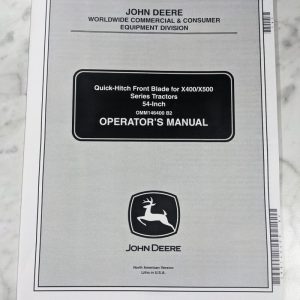 JOHN DEERE
WORLDWIDE COMMERCIAL & CONSUMER
EQUIPMENT DIVISION
Quick-Hitch Front Blade for X400/X500
Series Tractors
54-Inch
OMM146400 B2
OPERATOR'S MANUAL
JOHN DEERE
North American Version
Litho in U.S.A.